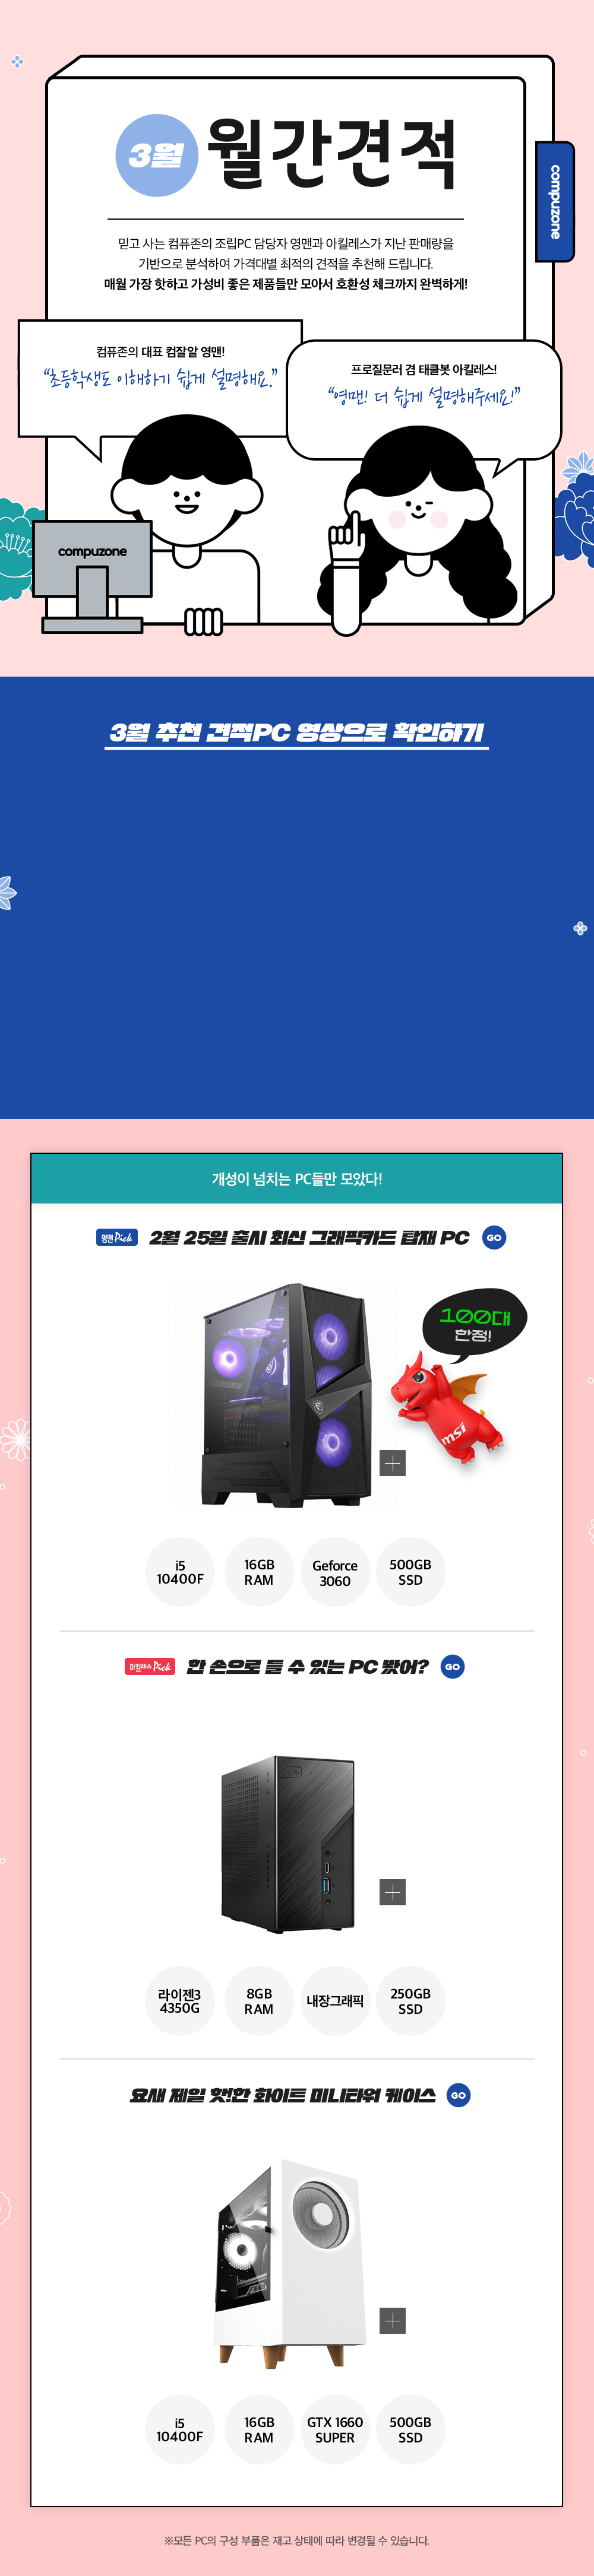 3월 월간견적
compuzone
믿고 사는 컴퓨존의 조립PC 담당자 영맨과 아킬레스가 지난 판매량을
기반으로 분석하여 가격대별 최적의 견적을 추천해 드립니다.
매월 가장 핫하고 가성비 좋은 제품들만 모아서 호환성 체크까지 완벽하게!
컴퓨존의 대표 컴잘알 영맨!
“초등학생도 이해하기 쉽게 설명해요.”
프로질문러 겸 태클봇 아킬레스!
“영맨! 더 쉽게 설명해주세요!”
compuzone
3월 추천 견적PC 영상으로 확인하기
개성이 넘치는 PC들만 모았다!
영맨 Pick 2월 25일 출시 최신 그래픽카드 탑재 PC GO
100대
한정!
msi
i5
10400F
16GB
RAM
Geforce
3060
500GB
SSD
아킬레스 Pick 한 손으로 들 수 있는 PC 봤어? GO
라이젠3
4350G
8GB
RAM
내장그래픽
250GB
SSD
요새 제일 핫!한 화이트 미니타워 케이스 GO
i5
10400F
16GB
RAM
GTX 1660
SUPER
500GB
SSD
※모든 PC의 구성 부품은 재고 상태에 따라 변경될 수 있습니다.